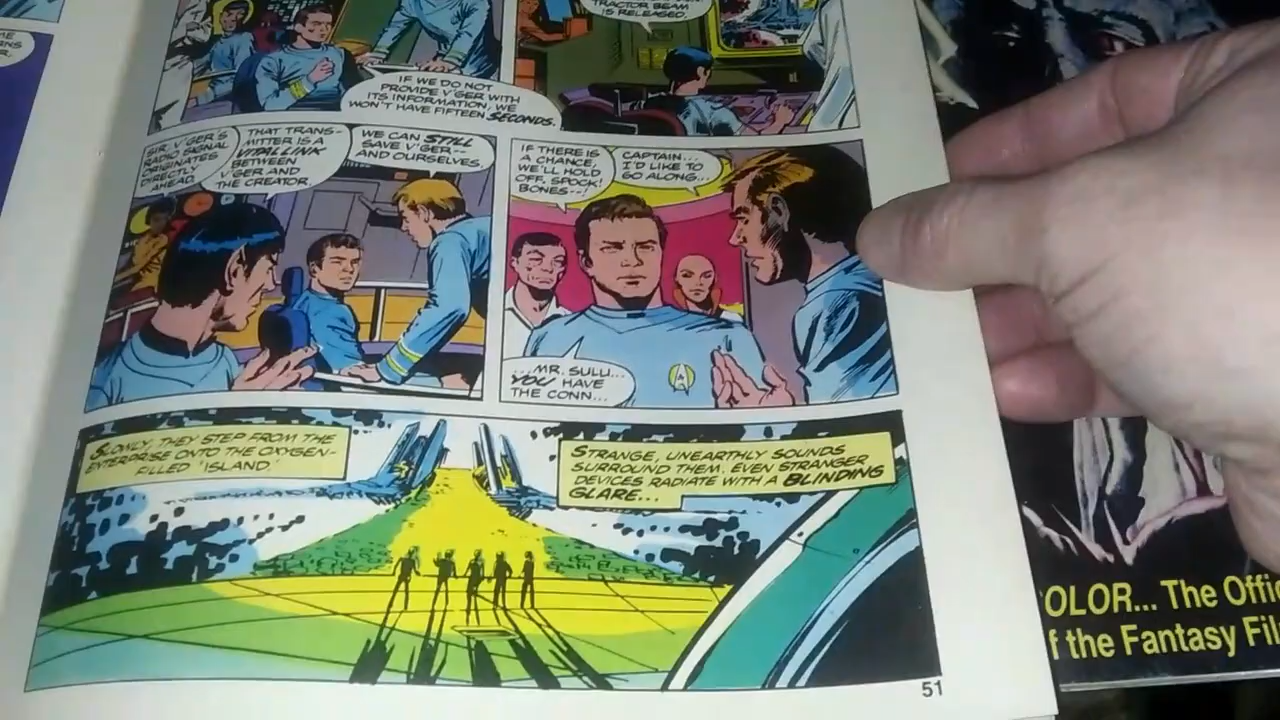 TRACTOR BEAM
IS RELEASED.
IF WE DO NOT
PROVIDE V'GER WITH
ITS INFORMATION, WE
WON'T HAVE FIFTEEN SECONDS.
SIR, V'GER'S
RADIO SIGNAL
ORIGINATES
DIRECTLY
AHEAD.
THAT TRANS-
MITTER IS A
VITAL LINK
BETWEEN
V'GER AND
THE CREATOR.
WE CAN STILL
SAVE V'GER--
AND OURSELVES.
IF THERE IS
A CHANCE,
WE'LL HOLD
OFF, SPOCK!
BONES--!
CAPTAIN...
I'D LIKE TO
GO ALONG...
...MR. SULU...
YOU HAVE
THE CONN...
SLOWLY, THEY STEP FROM THE
ENTERPRISE ONTO THE OXYGEN-
FILLED 'ISLAND.'
STRANGE, UNEARTHLY SOUNDS
SURROUND THEM. EVEN STRANGER
DEVICES RADIATE WITH A BLINDING
GLARE...
51
OLOR... The Offic
f the Fantasy Fil